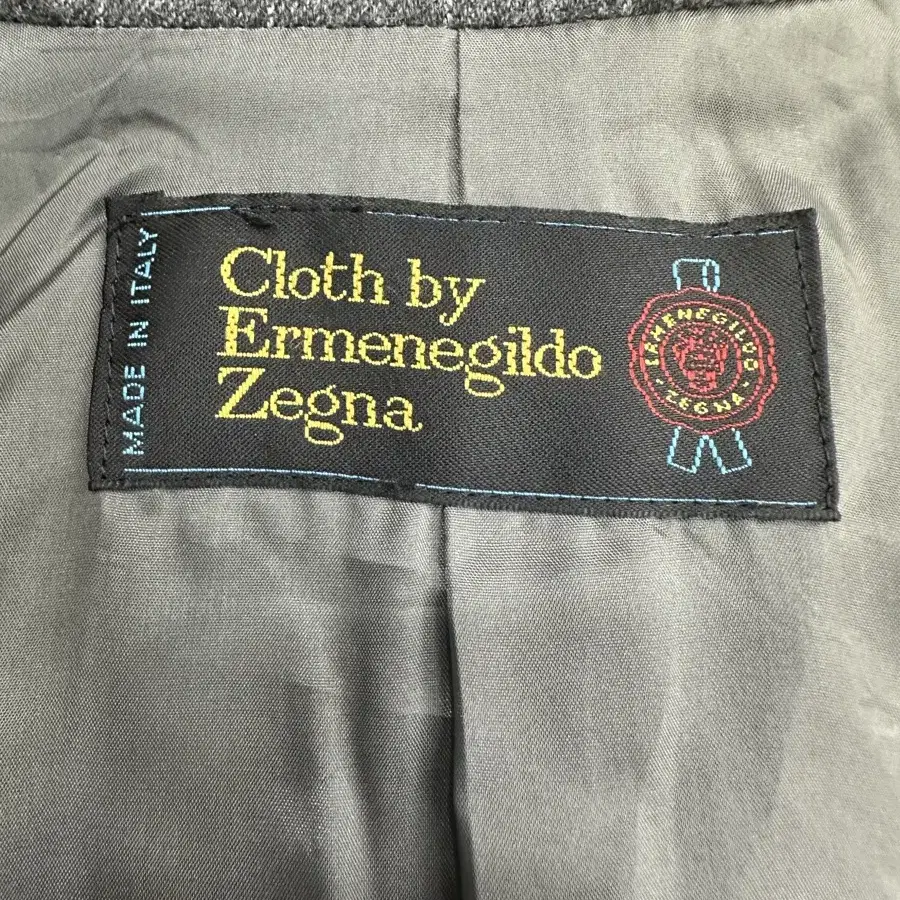 MADE IN ITALY
Cloth by
Ermenegildo
Zegna
ERMENEGILDO
· ZEGNA ·